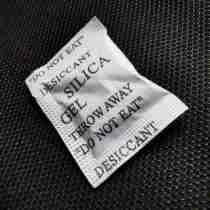 "DO NOT EAT"
DESICCANT
SILICA
GEL
THROW AWAY
"DO NOT EAT"
DESICCANT